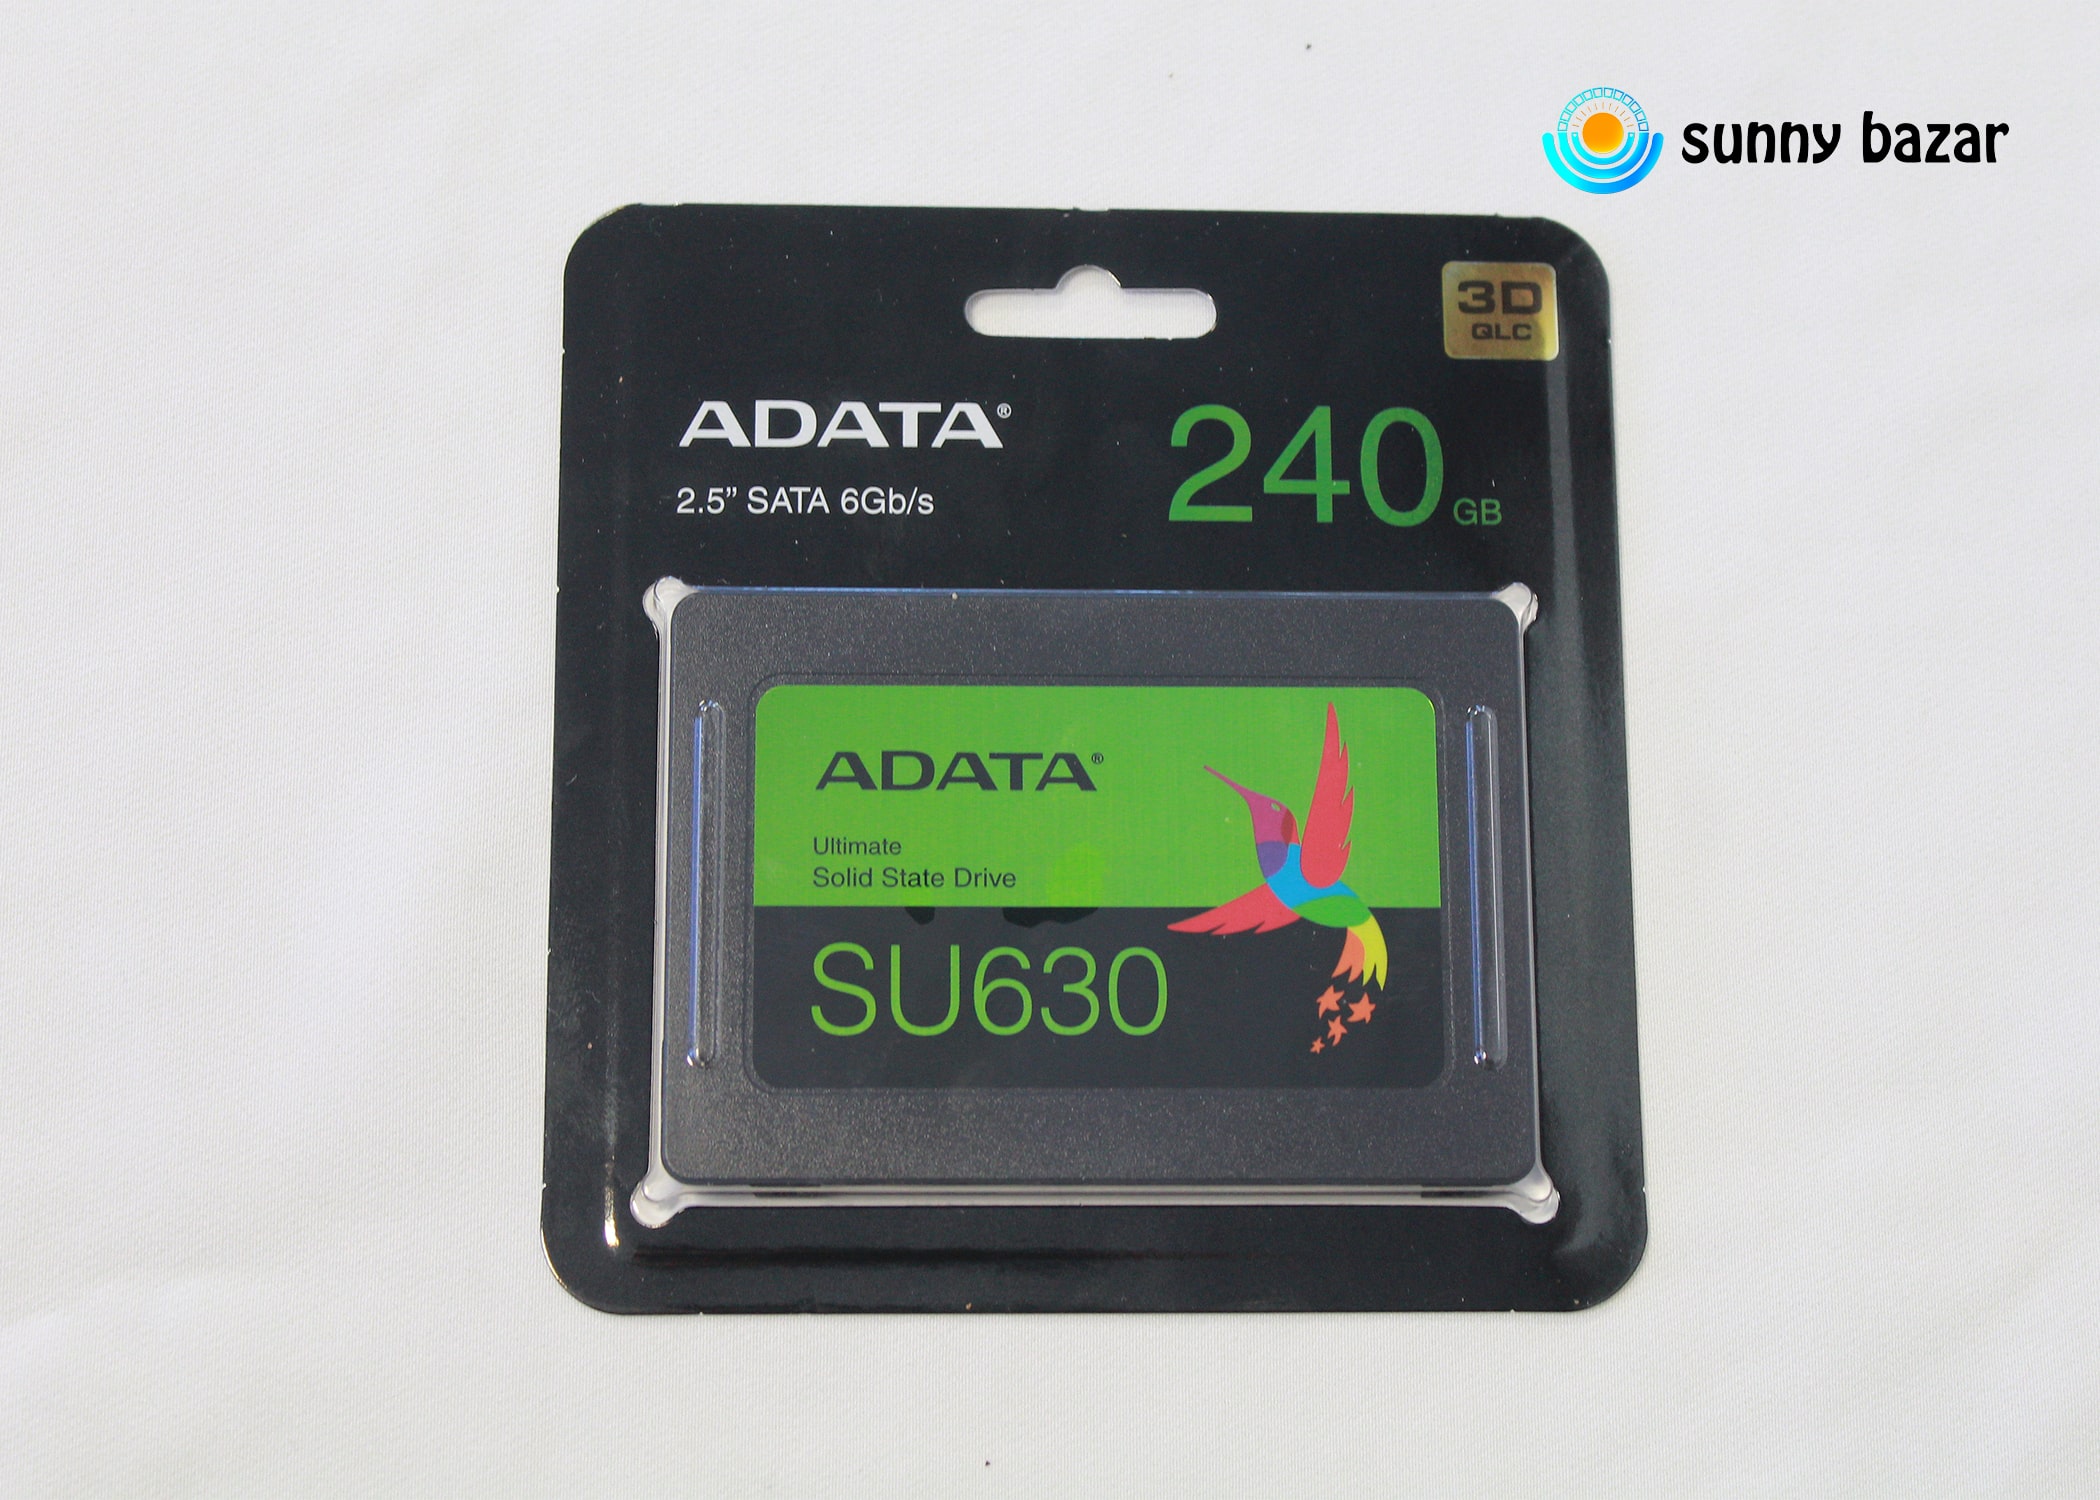 sunny bazar
3D
QLC
ADATA®
240 GB
2.5” SATA 6Gb/s
ADATA®
Ultimate
Solid State Drive
SU630